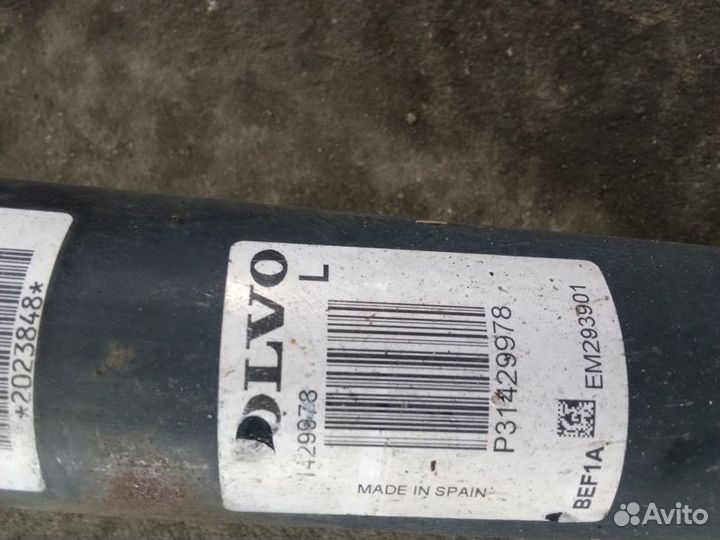 *2023848*
VOLVO
L
1429978
P31429978
MADE IN SPAIN
BEF1A EM293901
Avito